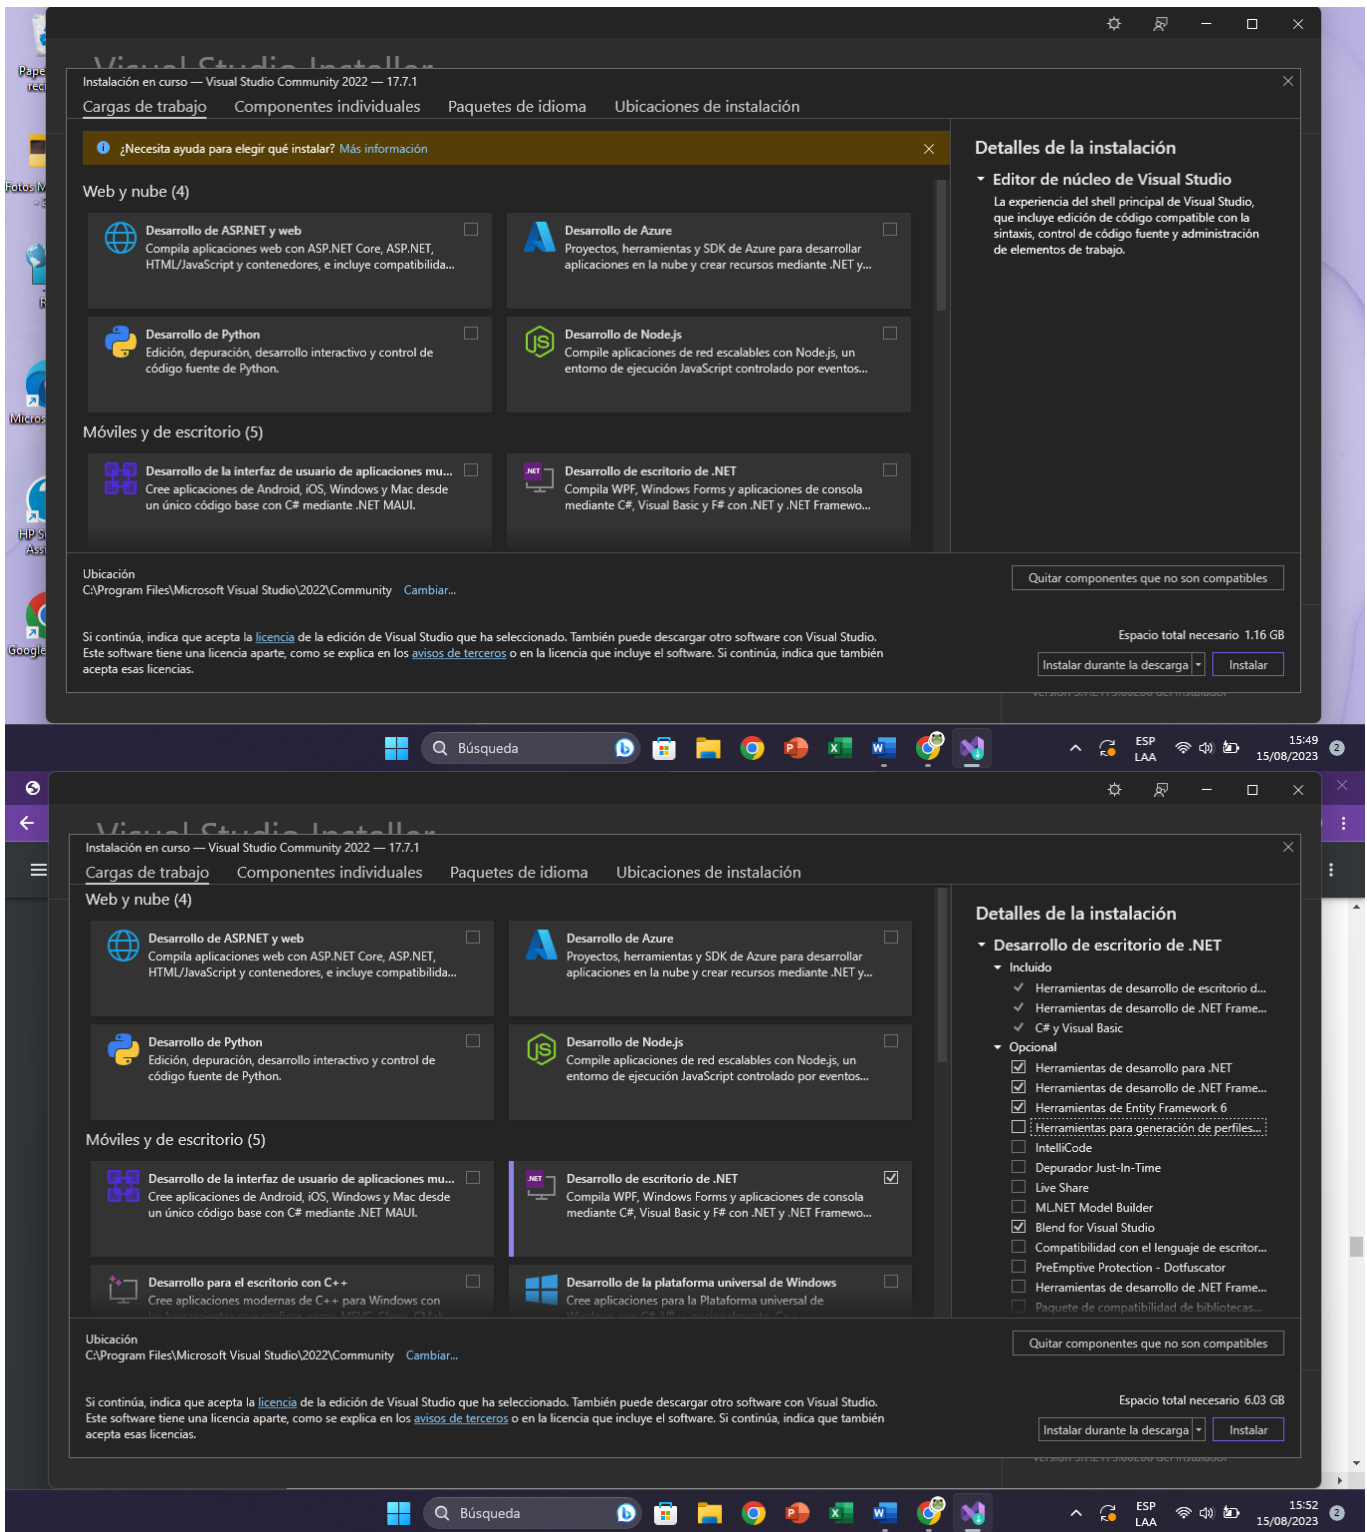 Visual Studio Installer
Instalación en curso — Visual Studio Community 2022 — 17.7.1
Cargas de trabajo Componentes individuales Paquetes de idioma Ubicaciones de instalación
¿Necesita ayuda para elegir qué instalar? Más información
Web y nube (4)
Desarrollo de ASP.NET y web
Compila aplicaciones web con ASP.NET Core, ASP.NET,
HTML/JavaScript y contenedores, e incluye compatibilida...
Desarrollo de Azure
Proyectos, herramientas y SDK de Azure para desarrollar
aplicaciones en la nube y crear recursos mediante .NET y...
Desarrollo de Python
Edición, depuración, desarrollo interactivo y control de
código fuente de Python.
Desarrollo de Node.js
Compile aplicaciones de red escalables con Node.js, un
entorno de ejecución JavaScript controlado por eventos...
Móviles y de escritorio (5)
Desarrollo de la interfaz de usuario de aplicaciones mu...
Cree aplicaciones de Android, iOS, Windows y Mac desde
un único código base con C# mediante .NET MAUI.
Desarrollo de escritorio de .NET
Compila WPF, Windows Forms y aplicaciones de consola
mediante C#, Visual Basic y F# con .NET y .NET Framewo...
Detalles de la instalación
Editor de núcleo de Visual Studio
La experiencia del shell principal de Visual Studio,
que incluye edición de código compatible con la
sintaxis, control de código fuente y administración
de elementos de trabajo.
Ubicación
C:\Program Files\Microsoft Visual Studio\2022\Community Cambiar...
Quitar componentes que no son compatibles
Si continúa, indica que acepta la licencia de la edición de Visual Studio que ha seleccionado. También puede descargar otro software con Visual Studio.
Este software tiene una licencia aparte, como se explica en los avisos de terceros o en la licencia que incluye el software. Si continúa, indica que también
acepta esas licencias.
Espacio total necesario 1.16 GB
Instalar durante la descarga Instalar
Búsqueda
ESP
LAA
15:49
15/08/2023
2
Visual Studio Installer
Instalación en curso — Visual Studio Community 2022 — 17.7.1
Cargas de trabajo Componentes individuales Paquetes de idioma Ubicaciones de instalación
Web y nube (4)
Desarrollo de ASP.NET y web
Compila aplicaciones web con ASP.NET Core, ASP.NET,
HTML/JavaScript y contenedores, e incluye compatibilida...
Desarrollo de Azure
Proyectos, herramientas y SDK de Azure para desarrollar
aplicaciones en la nube y crear recursos mediante .NET y...
Desarrollo de Python
Edición, depuración, desarrollo interactivo y control de
código fuente de Python.
Desarrollo de Node.js
Compile aplicaciones de red escalables con Node.js, un
entorno de ejecución JavaScript controlado por eventos...
Móviles y de escritorio (5)
Desarrollo de la interfaz de usuario de aplicaciones mu...
Cree aplicaciones de Android, iOS, Windows y Mac desde
un único código base con C# mediante .NET MAUI.
Desarrollo de escritorio de .NET
Compila WPF, Windows Forms y aplicaciones de consola
mediante C#, Visual Basic y F# con .NET y .NET Framewo...
Desarrollo para el escritorio con C++
Cree aplicaciones modernas de C++ para Windows con
Desarrollo de la plataforma universal de Windows
Cree aplicaciones para la Plataforma universal de
Detalles de la instalación
Desarrollo de escritorio de .NET
Incluido
Herramientas de desarrollo de escritorio d...
Herramientas de desarrollo de .NET Frame...
C# y Visual Basic
Opcional
Herramientas de desarrollo para .NET
Herramientas de desarrollo de .NET Frame...
Herramientas de Entity Framework 6
Herramientas para generación de perfiles...
IntelliCode
Depurador Just-In-Time
Live Share
ML.NET Model Builder
Blend for Visual Studio
Compatibilidad con el lenguaje de escritor...
PreEmptive Protection - Dotfuscator
Herramientas de desarrollo de .NET Frame...
Paquete de compatibilidad de bibliotecas...
Ubicación
C:\Program Files\Microsoft Visual Studio\2022\Community Cambiar...
Quitar componentes que no son compatibles
Si continúa, indica que acepta la licencia de la edición de Visual Studio que ha seleccionado. También puede descargar otro software con Visual Studio.
Este software tiene una licencia aparte, como se explica en los avisos de terceros o en la licencia que incluye el software. Si continúa, indica que también
acepta esas licencias.
Espacio total necesario 6.03 GB
Instalar durante la descarga Instalar
Búsqueda
ESP
LAA
15:52
15/08/2023
2